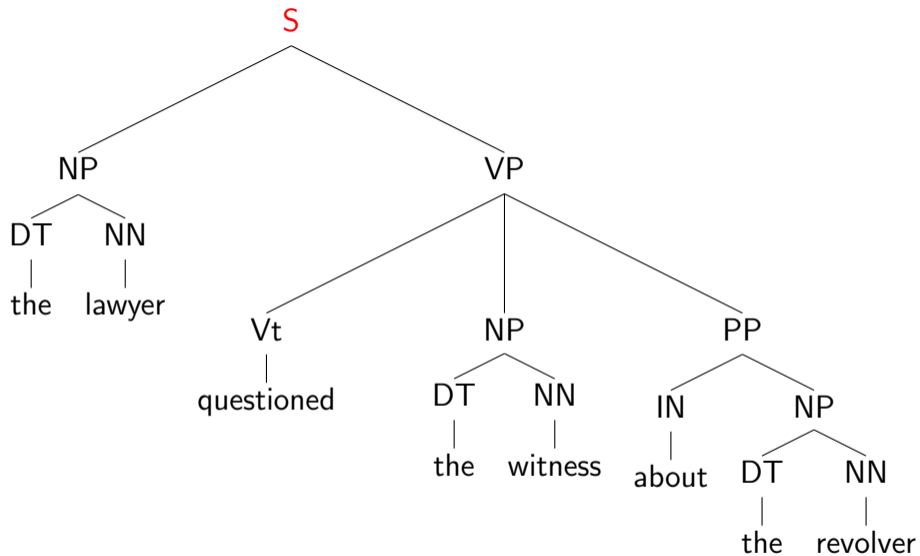 S
NP VP
DT NN
the lawyer
Vt NP PP
questioned
DT NN
IN NP
the witness
about
DT NN
the revolver